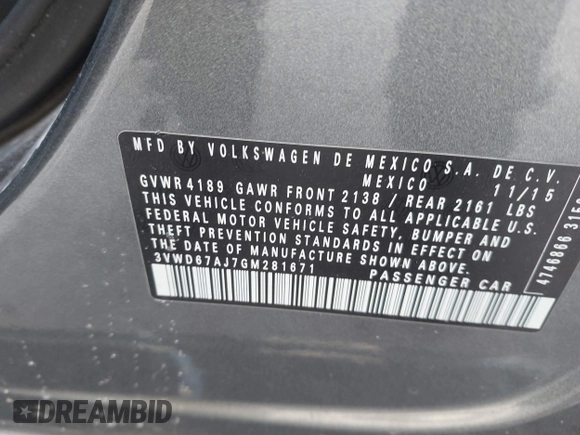 MFD BY VOLKSWAGEN DE MEXICO S.A. DE C.V.
MEXICO 11/15
GVWR 4189 GAWR FRONT 2138 / REAR 2161 LBS
THIS VEHICLE CONFORMS TO ALL APPLICABLE U.S.
FEDERAL MOTOR VEHICLE SAFETY, BUMPER AND
THEFT PREVENTION STANDARDS IN EFFECT ON
THE DATE OF MANUFACTURE SHOWN ABOVE.
3VWD67AJ7GM281671 PASSENGER CAR
4746866
DREAMBID